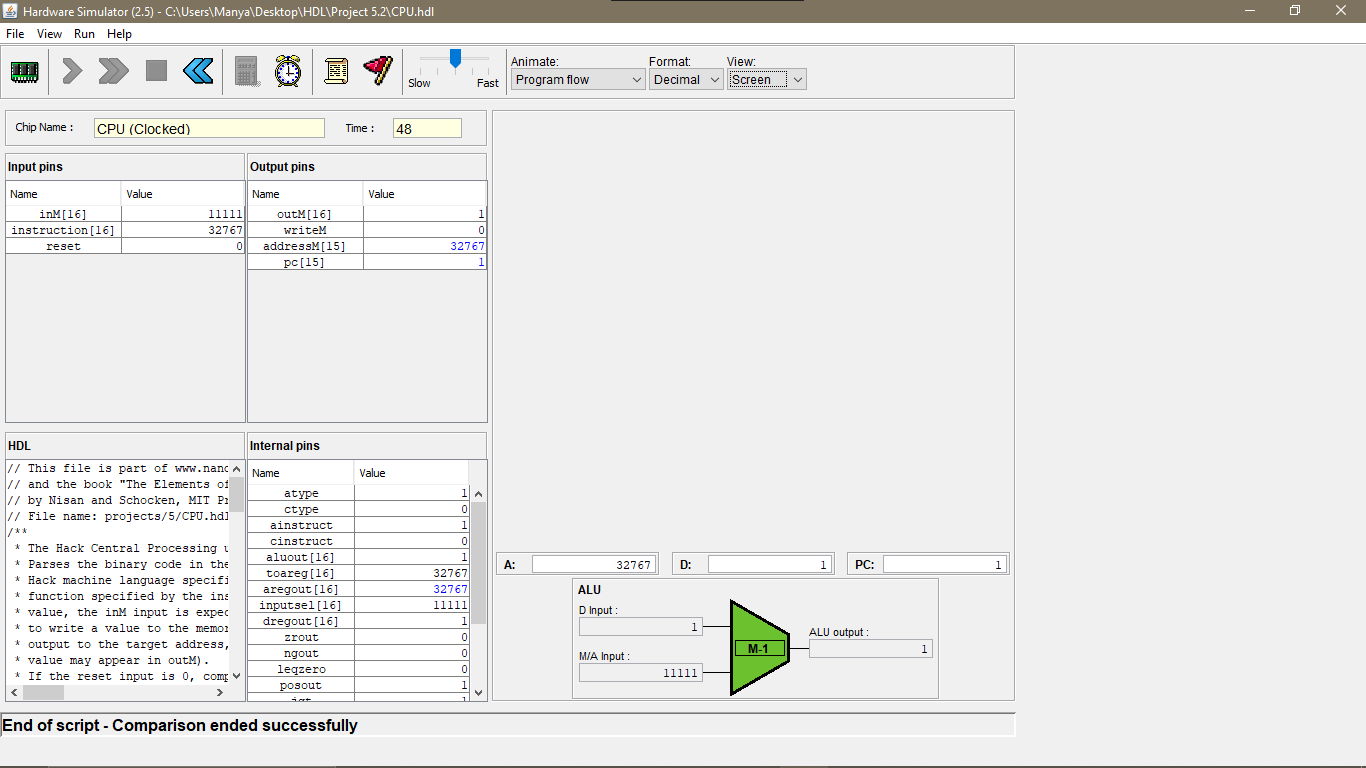 Hardware Simulator (2.5) - C:\Users\Manya\Desktop\HDL\Project 5.2\CPU.hdl
File View Run Help
Slow Fast
Animate: Format: View:
Program flow Decimal Screen
Chip Name : CPU (Clocked) Time : 48
Input pins
Name Value
inM[16] 11111
instruction[16] 32767
reset 0
Output pins
Name Value
outM[16] 1
writeM 0
addressM[15] 32767
pc[15] 1
HDL
// This file is part of www.nand
// and the book "The Elements of
// by Nisan and Schocken, MIT Pr
// File name: projects/5/CPU.hdl
/**
* The Hack Central Processing u
* Parses the binary code in the
* Hack machine language specifi
* function specified by the ins
* value, the inM input is expec
* to write a value to the memor
* output to the target address,
* value may appear in outM).
* If the reset input is 0, comp
Internal pins
Name Value
atype 1
ctype 0
ainstruct 1
cinstruct 0
aluout[16] 1
toareg[16] 32767
aregout[16] 32767
inputsel[16] 11111
dregout[16] 1
zrout 0
ngout 0
leqzero 0
posout 1
jgt 1
A: 32767 D: 1 PC: 1
ALU
D Input :
1
M/A Input :
11111
M-1
ALU output :
1
End of script - Comparison ended successfully